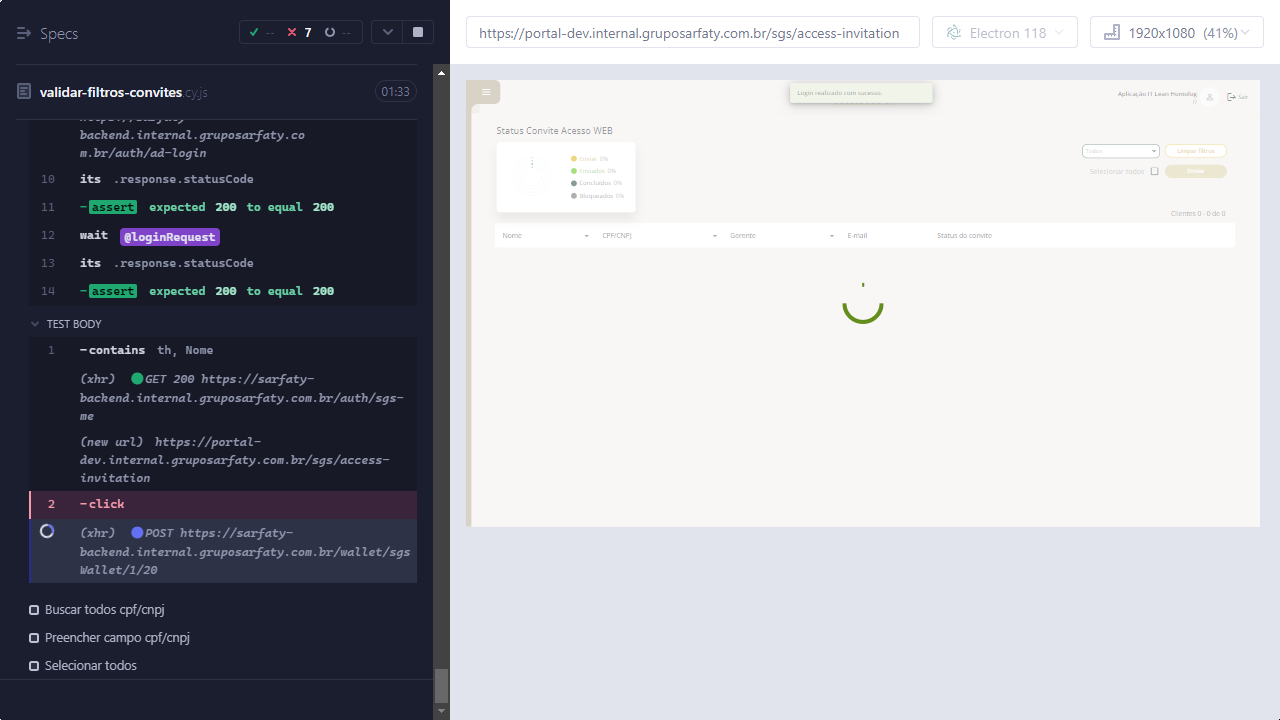 Specs
--
7
--
https://portal-dev.internal.gruposarfaty.com.br/sgs/access-invitation
Electron 118
1920x1080 (41%)
validar-filtros-convites.cy.js
01:33
backend.internal.gruposarfaty.co
m.br/auth/ad-login
10 its .response.statusCode
11 -assert expected 200 to equal 200
12 wait @loginRequest
13 its .response.statusCode
14 -assert expected 200 to equal 200
TEST BODY
1 -contains th, Nome
(xhr) GET 200 https://sarfaty-
backend.internal.gruposarfaty.com.br/auth/sgs-
me
(new url) https://portal-
dev.internal.gruposarfaty.com.br/sgs/access-
invitation
2 -click
(xhr) POST https://sarfaty-
backend.internal.gruposarfaty.com.br/wallet/sgs
Wallet/1/20
Buscar todos cpf/cnpj
Preencher campo cpf/cnpj
Selecionar todos
Login realizado com sucesso.
Aplicação IT Lean Homolog
Sair
Status Convite Acesso WEB
Enviar 0%
Enviados 0%
Concluídos 0%
Bloqueados 0%
Todos
Limpar filtros
Selecionar todos
Enviar
Clientes 0 - 0 de 0
Nome
CPF/CNPJ
Gerente
E-mail
Status do convite